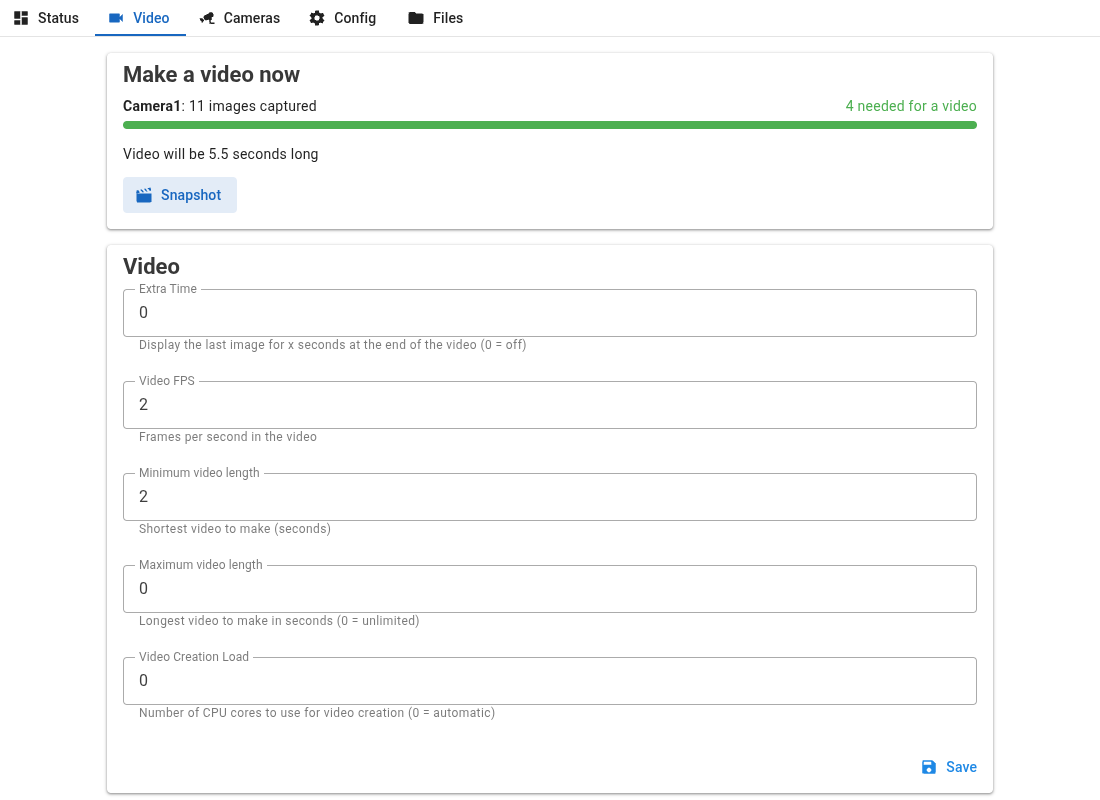 Status Video Cameras Config Files
Make a video now
Camera1: 11 images captured 4 needed for a video
Video will be 5.5 seconds long
Snapshot
Video
Extra Time
0
Display the last image for x seconds at the end of the video (0 = off)
Video FPS
2
Frames per second in the video
Minimum video length
2
Shortest video to make (seconds)
Maximum video length
0
Longest video to make in seconds (0 = unlimited)
Video Creation Load
0
Number of CPU cores to use for video creation (0 = automatic)
Save